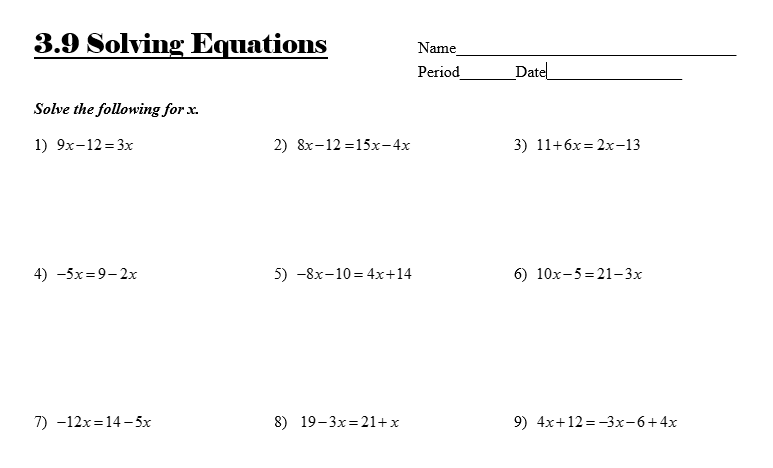 3.9 Solving Equations
Name
Period Date
Solve the following for x.
1) 9x−12=3x 2) 8x−12=15x−4x 3) 11+6x=2x−13
4) −5x=9−2x 5) −8x−10=4x+14 6) 10x−5=21−3x
7) −12x=14−5x 8) 19−3x=21+x 9) 4x+12=−3x−6+4x